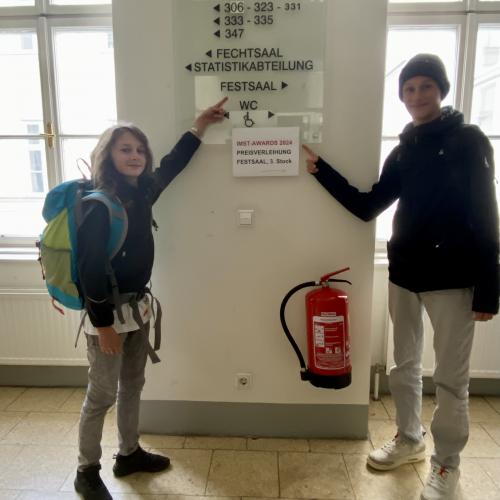 ◄ 306 - 323 - 331
◄ 333 - 335
◄ 347
◄ FECHTSAAL
◄ STATISTIKABTEILUNG
FESTSAAL ►
WC
IMST-AWARDS 2024
PREISVERLEIHUNG
FESTSAAL, 3. Stock